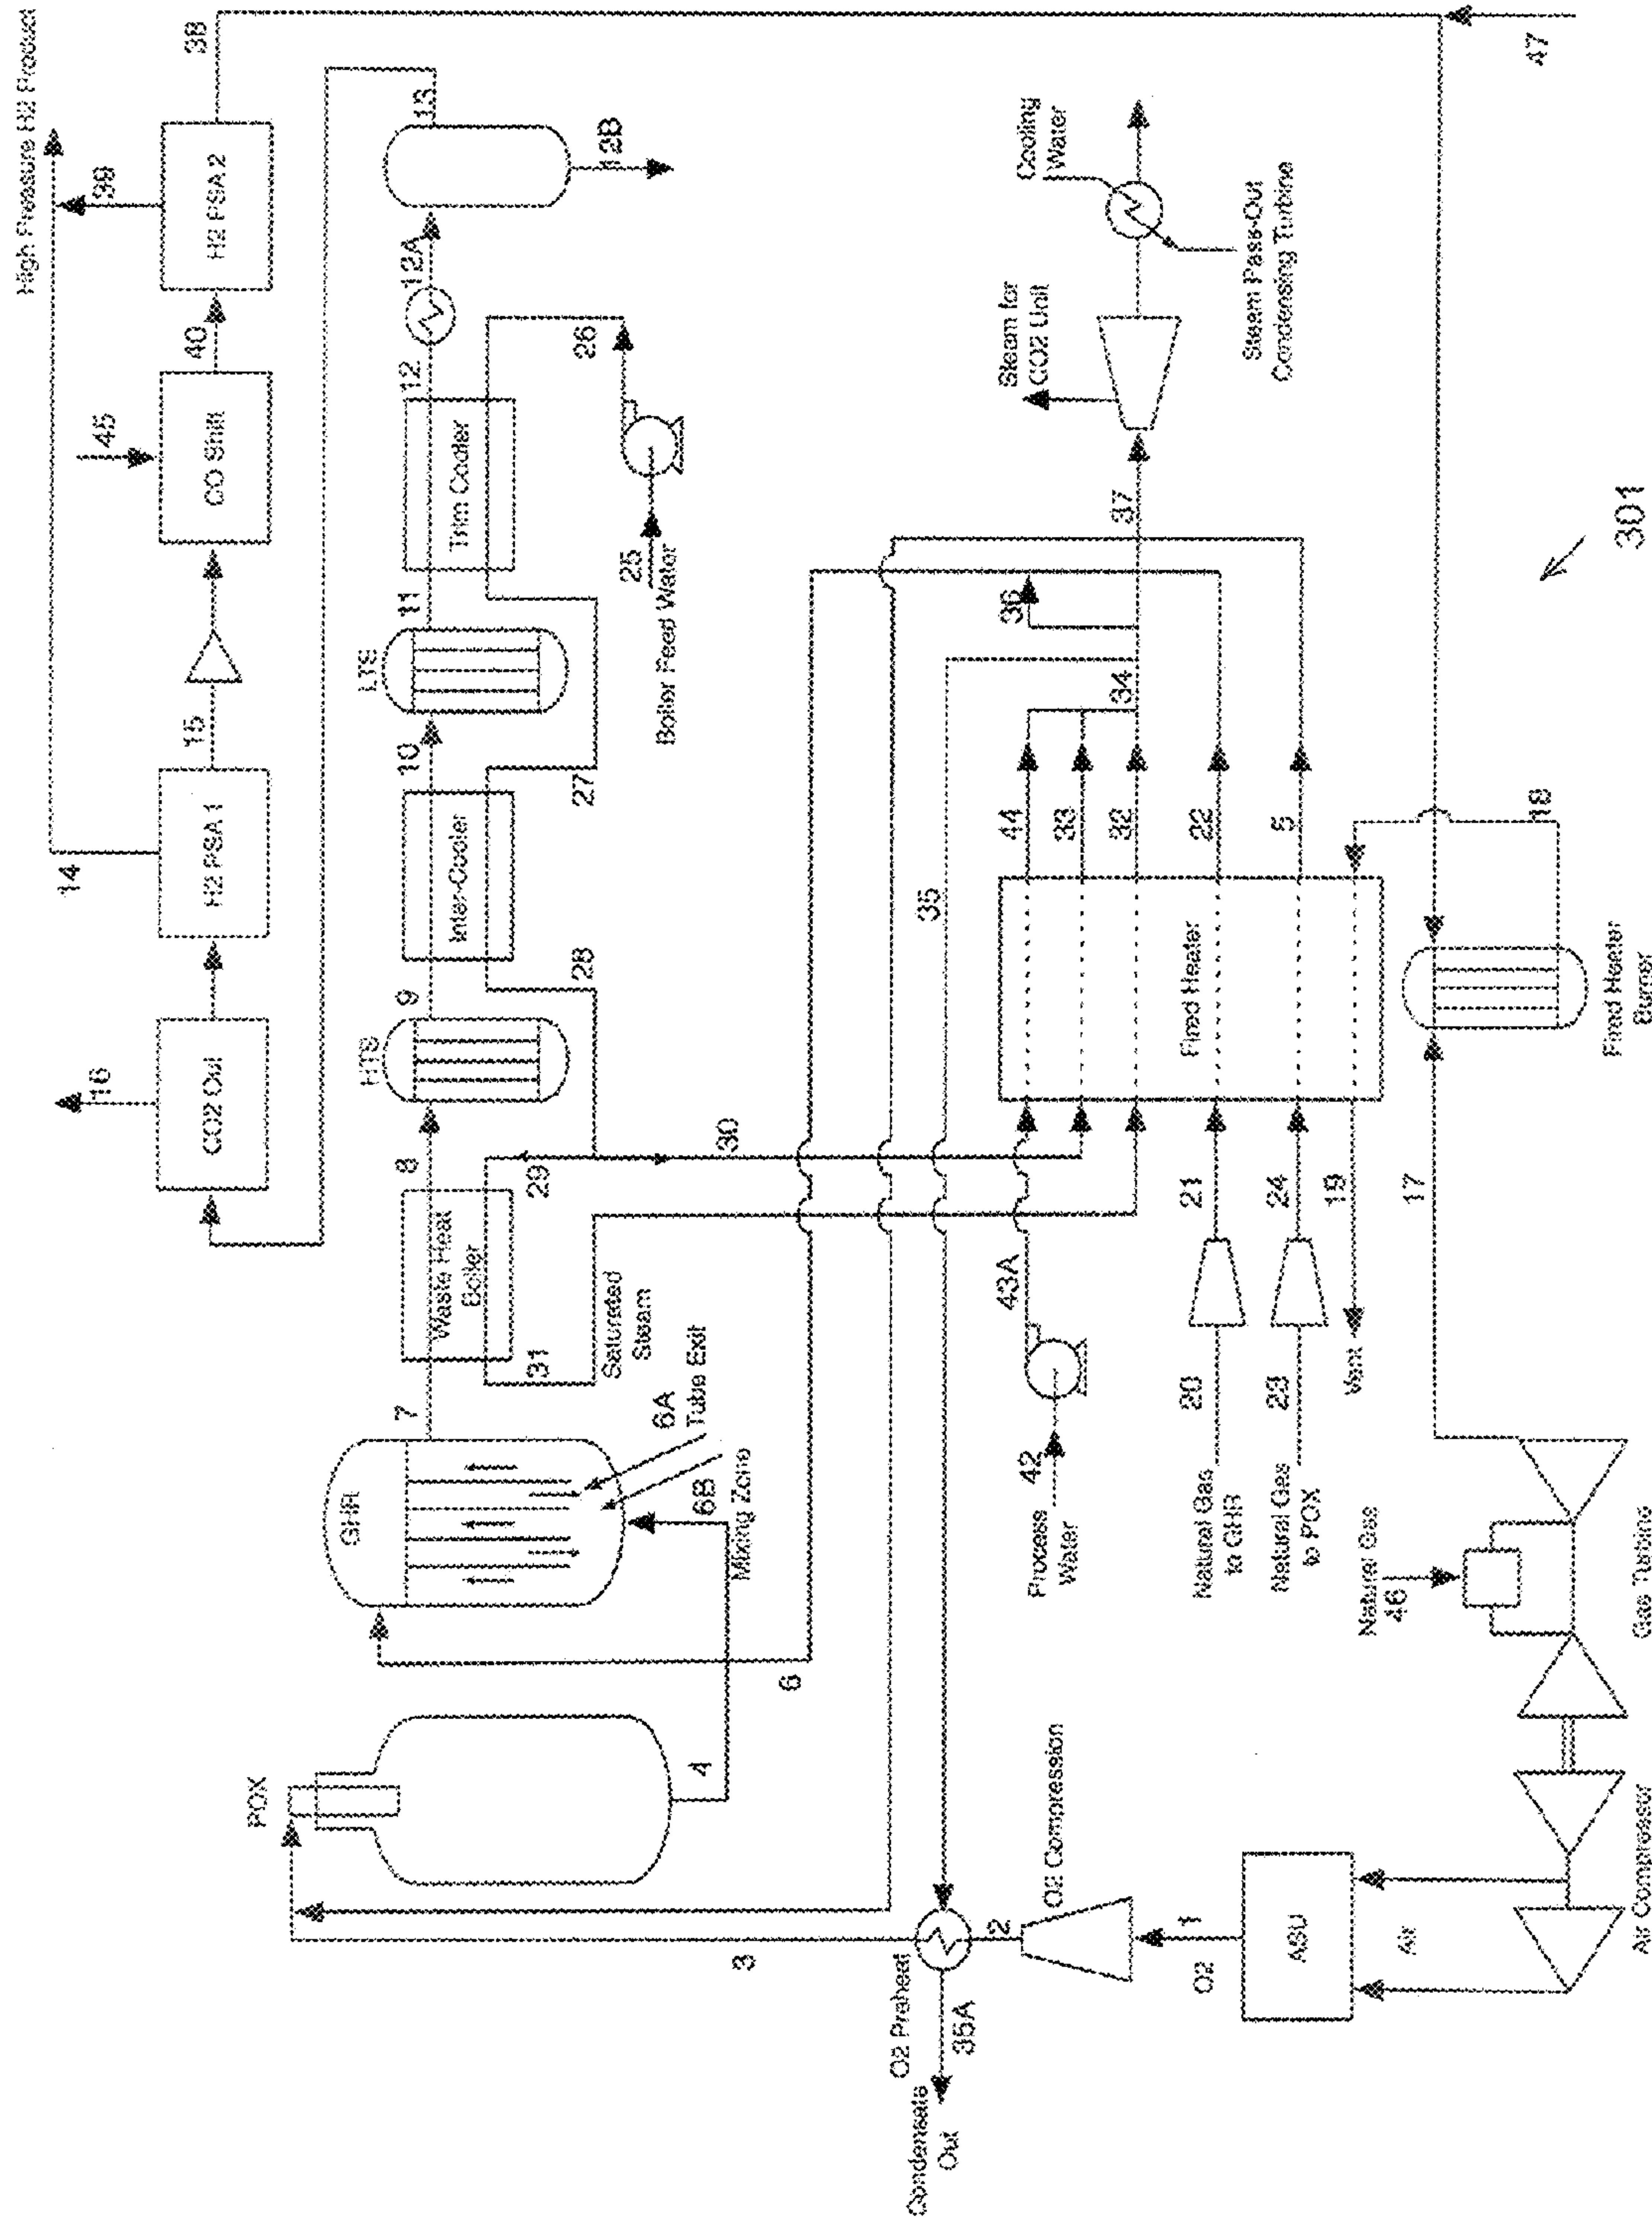 High Pressure H2 Product
14
39
38
16
CO2 Out
H2 PSA 1
15
45
CO Shift
40
H2 PSA 2
POX
GHR
7
Waste Heat
Boiler
8
HTS
9
Inter-Cooler
10
LTS
11
Trim Cooler
12
12A
13
12B
4
6
6A
Tube Exit
6B
Mixing Zone
31
Saturated
Steam
29
30
28
27
25
Boiler Feed Water
26
3
O2 Preheat
Condensate
Out
35A
2
O2 Compression
1
O2
ASU
Air
Air Compressor
35
36
34
37
Steam for
CO2 Unit
Cooling
Water
Steam Pass-Out
Condensing Turbine
Process
Water
42
43A
44
33
32
22
5
Fired Heater
Natural Gas
to GHR
20
21
Natural Gas
to POX
23
24
Vent
19
17
18
Fired Heater
Burner
Natural Gas
46
Gas Turbine
47
301